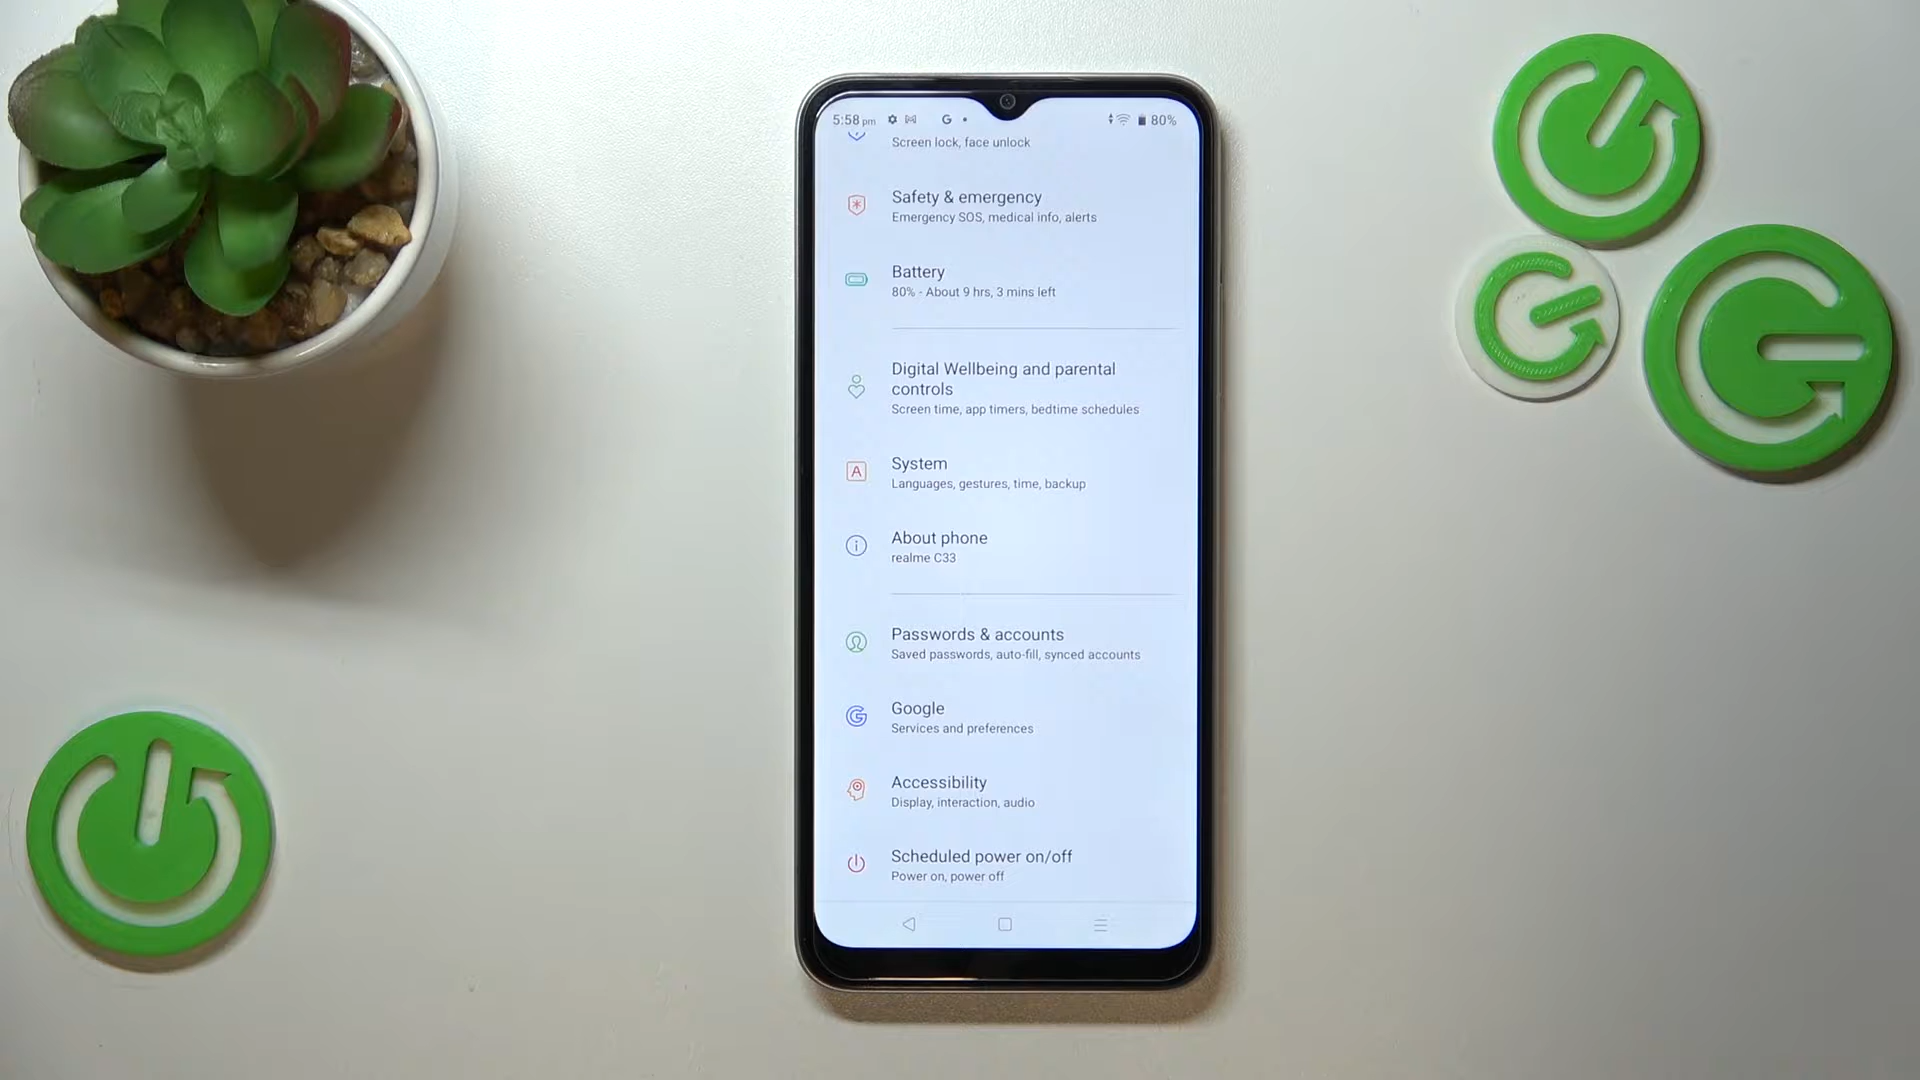 5:58 pm G 80%
Screen lock, face unlock
Safety & emergency
Emergency SOS, medical info, alerts
Battery
80% - About 9 hrs, 3 mins left
Digital Wellbeing and parental
controls
Screen time, app timers, bedtime schedules
A
System
Languages, gestures, time, backup
About phone
realme C33
Passwords & accounts
Saved passwords, auto-fill, synced accounts
Google
Services and preferences
Accessibility
Display, interaction, audio
Scheduled power on/off
Power on, power off